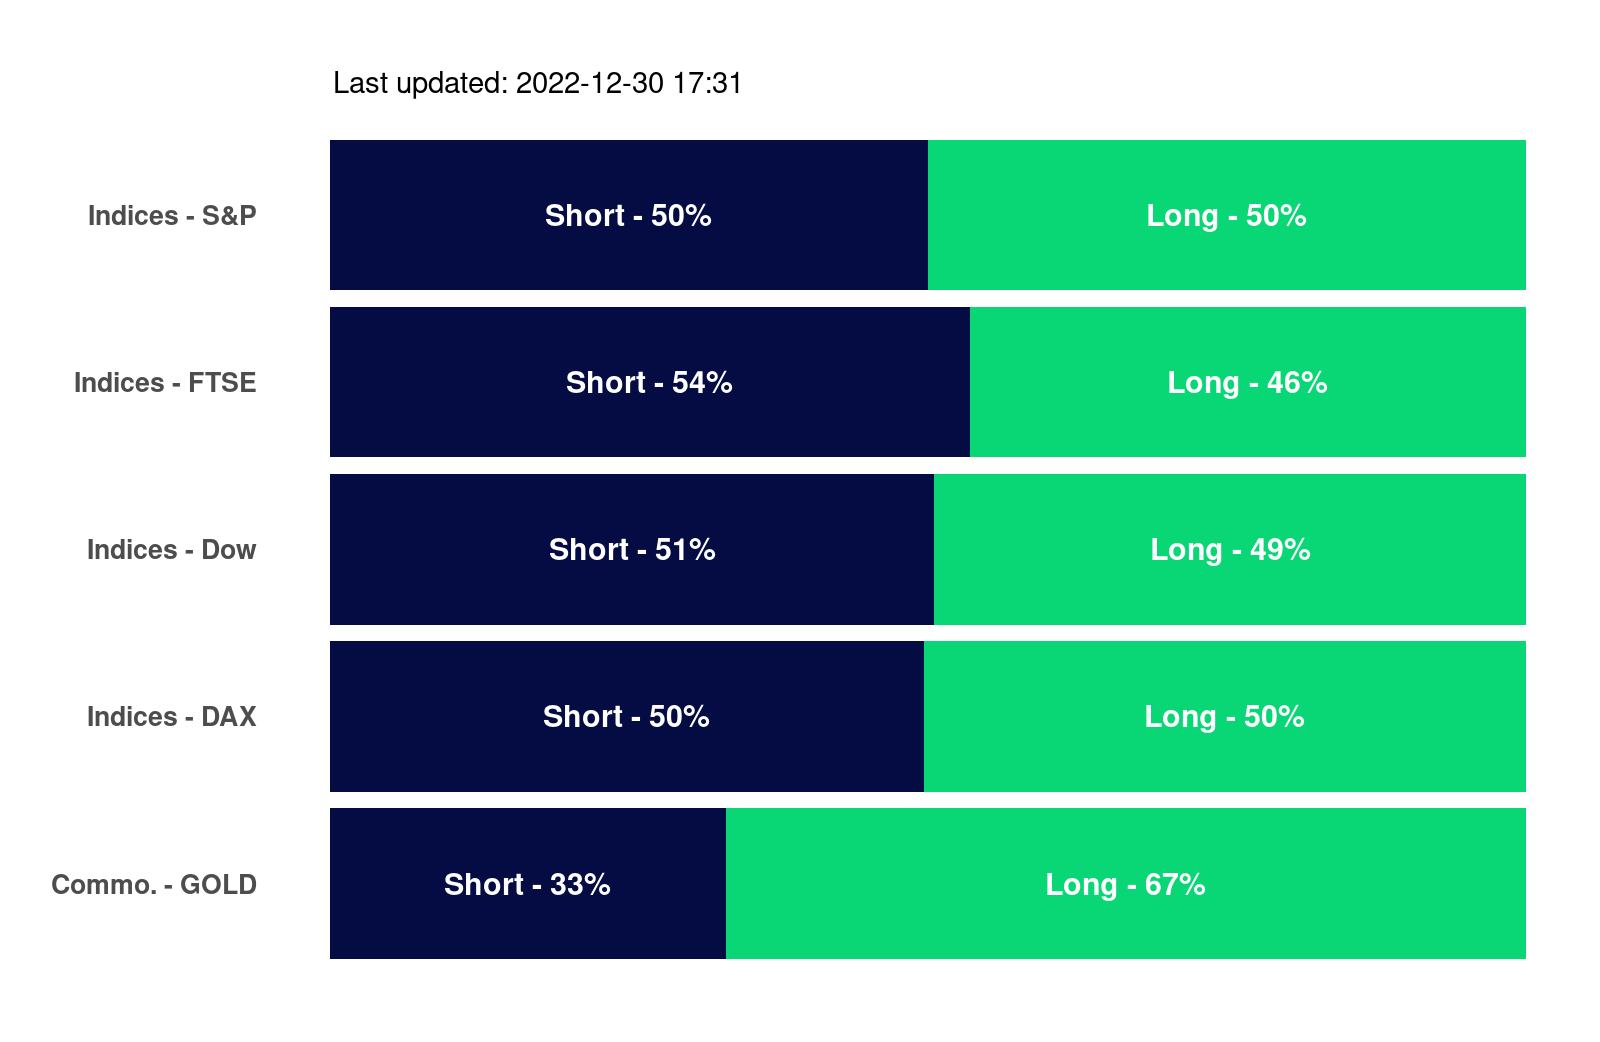 Last updated: 2022-12-30 17:31
Indices - S&P Short - 50% Long - 50%
Indices - FTSE Short - 54% Long - 46%
Indices - Dow Short - 51% Long - 49%
Indices - DAX Short - 50% Long - 50%
Commo. - GOLD Short - 33% Long - 67%